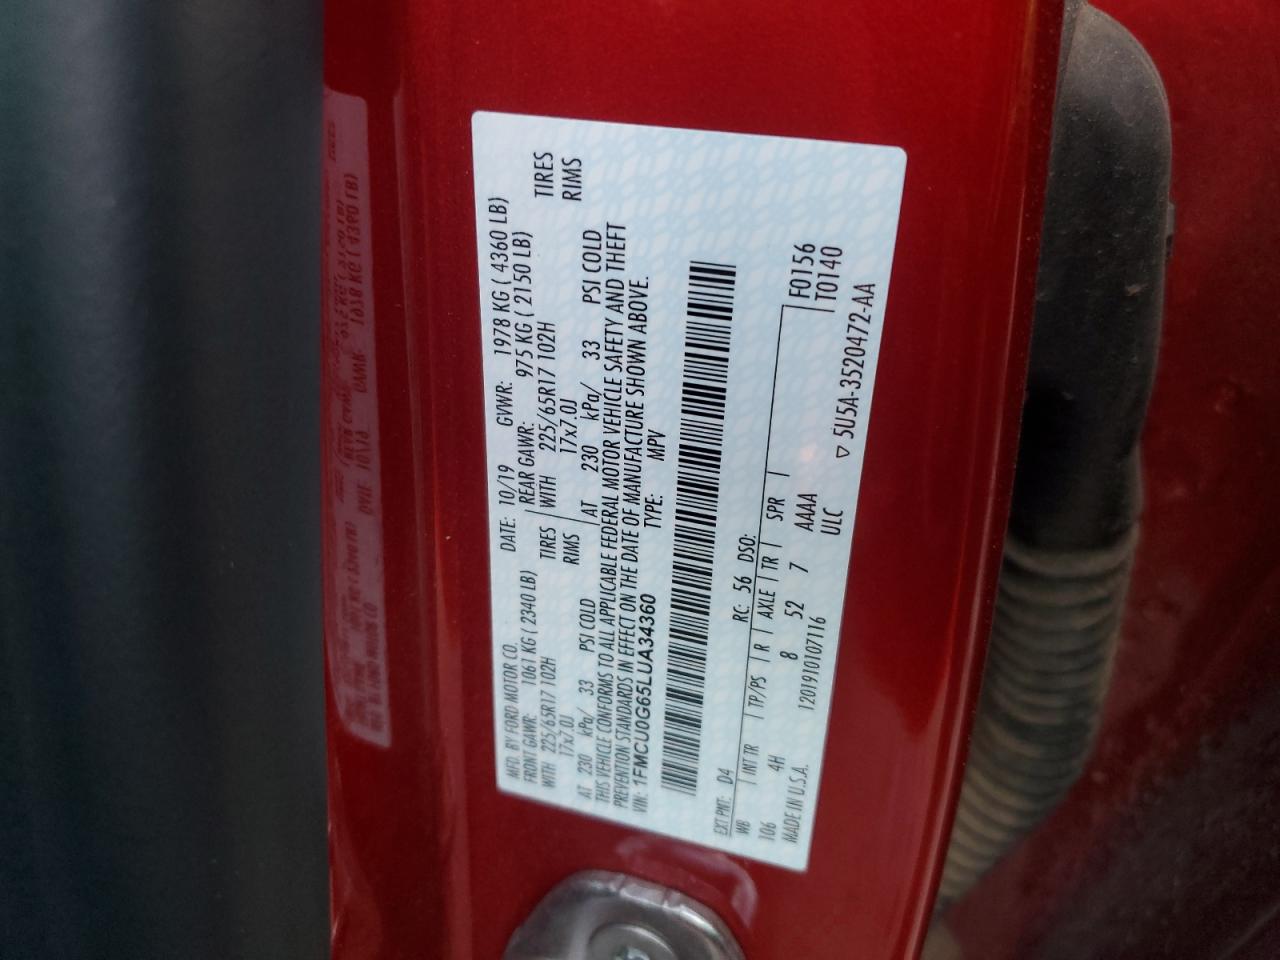 MFD. BY FORD MOTOR CO. DATE: 10/19 GVWR: 1978 KG ( 4360 LB)
FRONT GAWR: 1061 KG ( 2340 LB) REAR GAWR: 975 KG ( 2150 LB)
WITH 225/65R17 102H TIRES WITH 225/65R17 102H TIRES
17x7.0J RIMS 17x7.0J RIMS
AT 230 kPa/ 33 PSI COLD AT 230 kPa/ 33 PSI COLD
THIS VEHICLE CONFORMS TO ALL APPLICABLE FEDERAL MOTOR VEHICLE SAFETY AND THEFT
PREVENTION STANDARDS IN EFFECT ON THE DATE OF MANUFACTURE SHOWN ABOVE.
VIN: 1FMCU0G65LUA34360 TYPE: MPV
EXT PNT: D4 RC: 56 DSO:
WB INT TR TP/PS R AXLE TR SPR F0156
106 4H 8 52 7 AAAA T0140
MADE IN U.S.A. 1201910107116 ULC
▽ 5U5A-3520472-AA